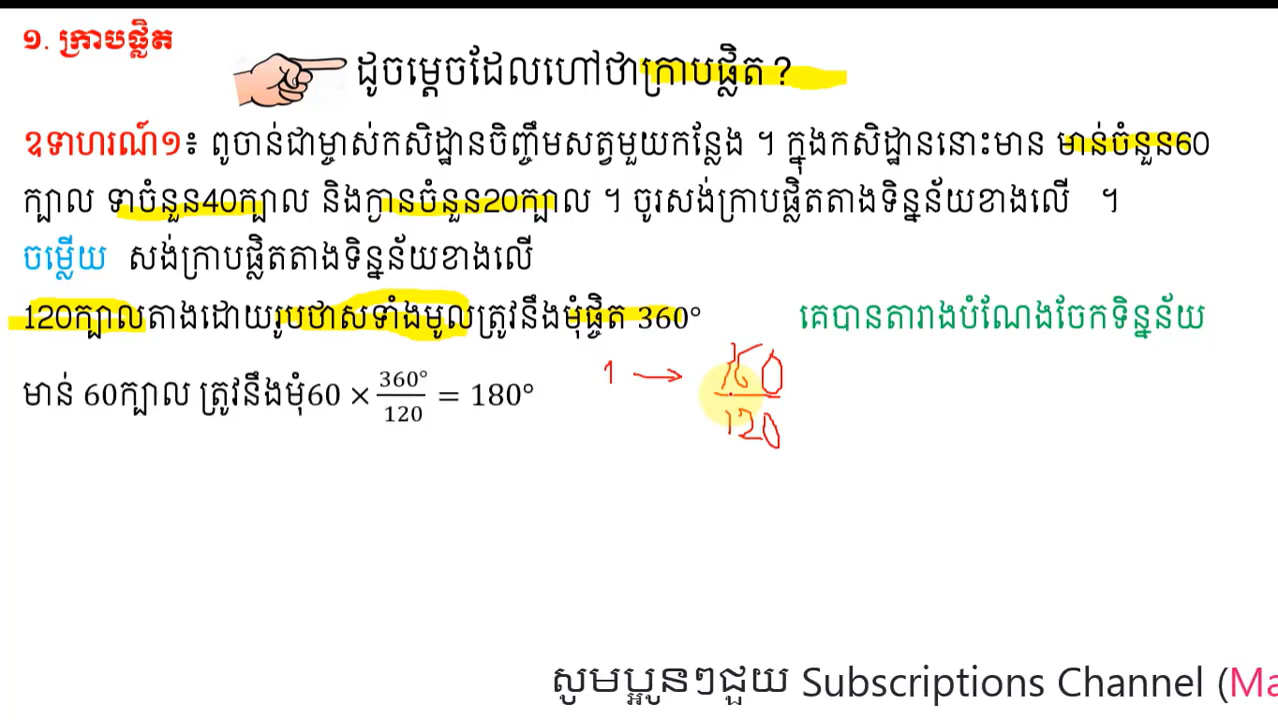 ១. ក្រាបផ្លិត
ដូចម្ដេចដែលហៅថាក្រាបផ្លិត ?
ឧទាហរណ៍១៖ ពូចាន់ជាម្ចាស់កសិដ្ឋានចិញ្ចឹមសត្វមួយកន្លែង ។ ក្នុងកសិដ្ឋាននោះមាន មាន់ចំនួន60
ក្បាល ទាចំនួន40ក្បាល និងក្ងានចំនួន20ក្បាល ។ ចូរសង់ក្រាបផ្លិតតាងទិន្នន័យខាងលើ ។
ចម្លើយ សង់ក្រាបផ្លិតតាងទិន្នន័យខាងលើ
120ក្បាលតាងដោយរូបថាសទាំងមូលត្រូវនឹងមុំផ្ចិត 360° គេបានតារាងបំណែងចែកទិន្នន័យ
មាន់ 60ក្បាល ត្រូវនឹងមុំ60 × 360°/120 = 180°
1 → 360/120
សូមប្អូនៗជួយ Subscriptions Channel (Ma